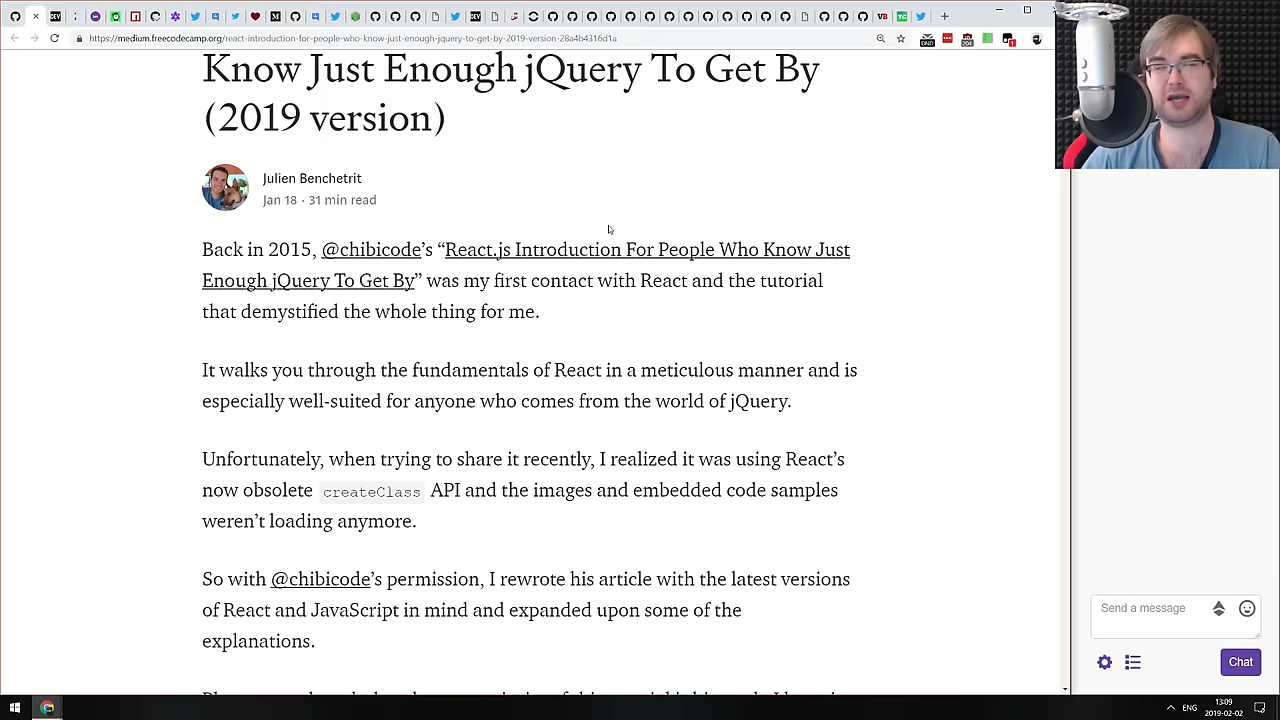 https://medium.freecodecamp.org/react-introduction-for-people-who-know-just-enough-jquery-to-get-by-2019-version-28a4b4316d1a
Know Just Enough jQuery To Get By
(2019 version)
Julien Benchetrit
Jan 18 · 31 min read
Back in 2015, @chibicode’s “React.js Introduction For People Who Know Just
Enough jQuery To Get By” was my first contact with React and the tutorial
that demystified the whole thing for me.
It walks you through the fundamentals of React in a meticulous manner and is
especially well-suited for anyone who comes from the world of jQuery.
Unfortunately, when trying to share it recently, I realized it was using React’s
now obsolete createClass API and the images and embedded code samples
weren’t loading anymore.
So with @chibicode’s permission, I rewrote his article with the latest versions
of React and JavaScript in mind and expanded upon some of the
explanations.
Send a message
Chat
ENG
13:09
2019-02-02